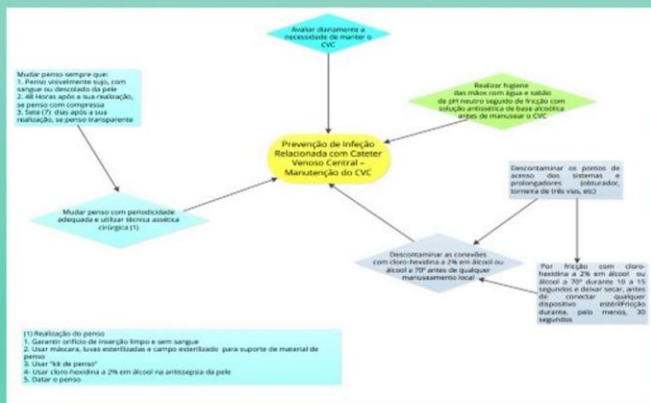 Avaliar diariamente a
necessidade de manter o
CVC
Mudar penso sempre que:
1. Penso visivelmente sujo, com
sangue ou descolado da pele
2. 48 Horas após a sua realização,
se penso com compressa
3. Sete (7) dias após a sua
realização, se penso transparente
Realizar higiene
das mãos com água e sabão
de pH neutro seguido de fricção com
solução antissética de base alcoólica
antes de manusear o CVC
Prevenção de Infeção
Relacionada com Cateter
Venoso Central –
Manutenção do CVC
Descontaminar os pontos de
acesso dos sistemas e
prolongadores (obturador,
torneira de três vias, etc)
Mudar penso com periodicidade
adequada e utilizar técnica assética
cirúrgica (1)
Descontaminar as conexões
com cloro-hexidina a 2% em álcool ou
álcool a 70º antes de qualquer
manuseamento local
Por fricção com cloro-
hexidina a 2% em álcool ou
álcool a 70º durante 10 a 15
segundos e deixar secar, antes
de conectar qualquer
dispositivo estérilFricção
durante, pelo menos, 30
segundos
(1) Realização do penso
1. Garantir orifício de inserção limpo e sem sangue
2. Usar máscara, luvas esterilizadas e campo esterilizado para suporte de material de
penso
3. Usar "kit de penso"
4- Usar cloro-hexidina a 2% em álcool na antissepsia da pele
5. Datar o penso